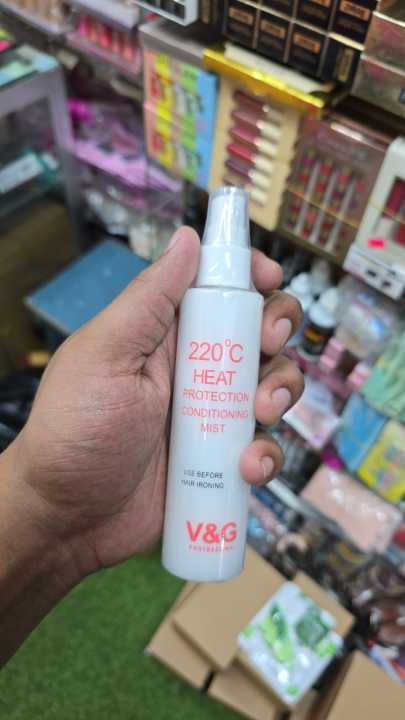 220°C
HEAT
PROTECTION
CONDITIONING
MIST
USE BEFORE
HAIR IRONING
V&G
PROFESSIONAL